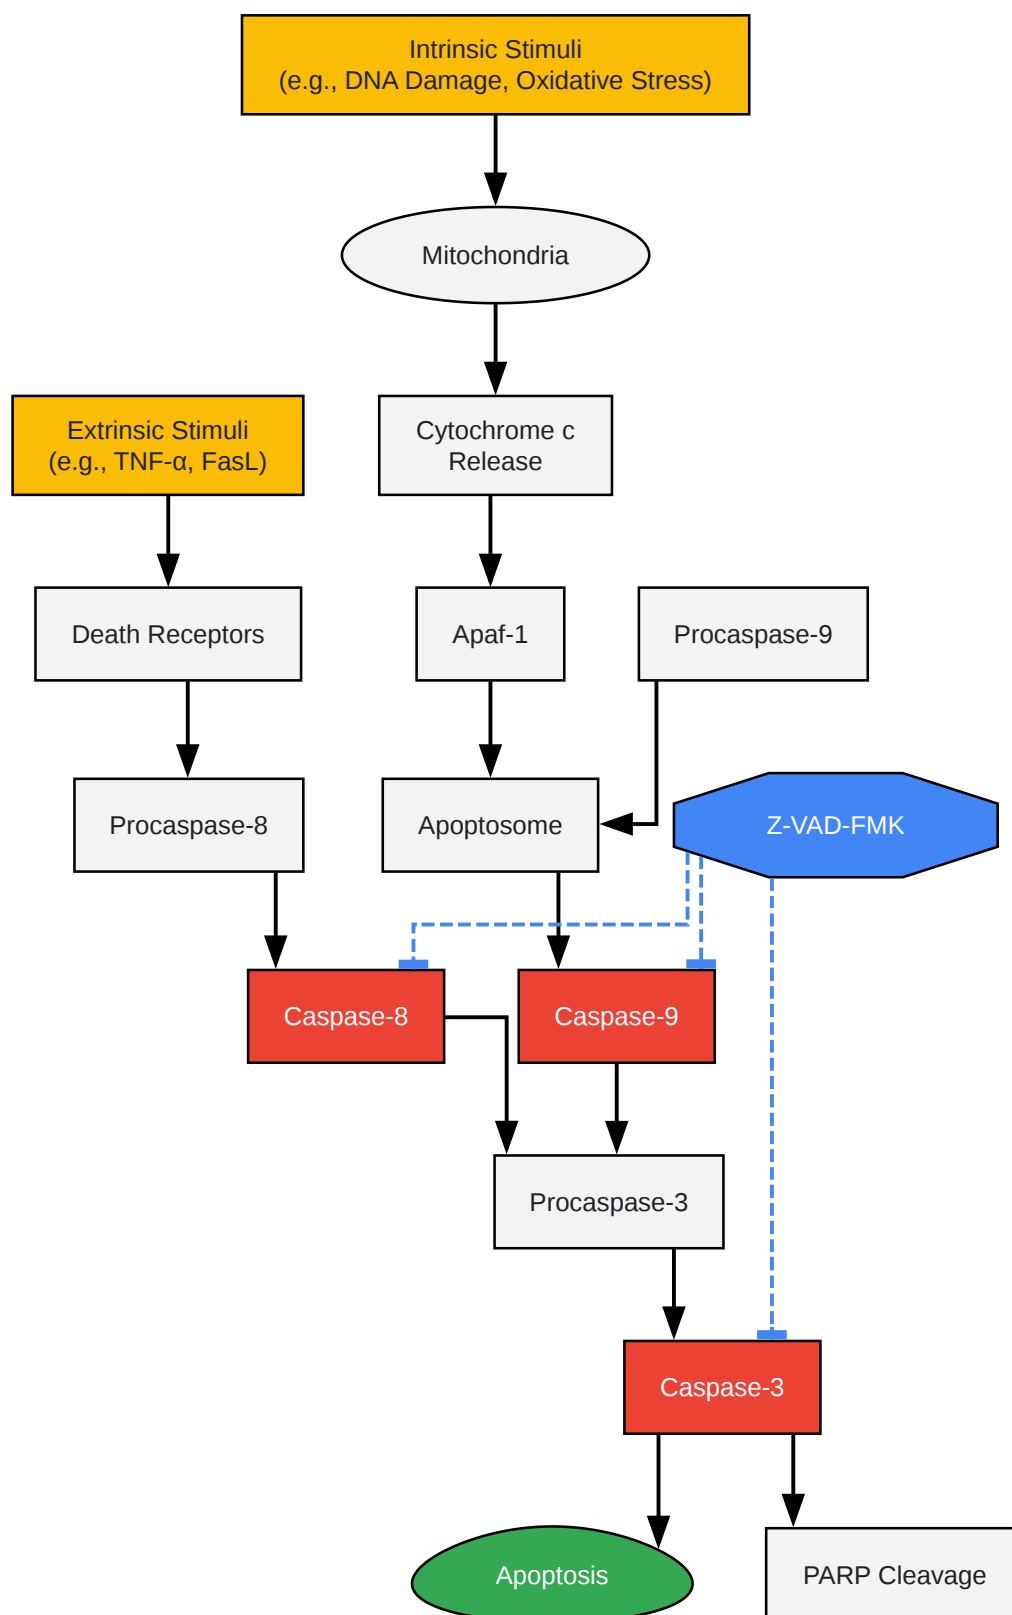 Intrinsic Stimuli
(e.g., DNA Damage, Oxidative Stress)
Mitochondria
Extrinsic Stimuli
(e.g., TNF-α, FasL)
Cytochrome c
Release
Death Receptors
Apaf-1
Procaspase-9
Procaspase-8
Apoptosome
Z-VAD-FMK
Caspase-8
Caspase-9
Procaspase-3
Caspase-3
Apoptosis
PARP Cleavage